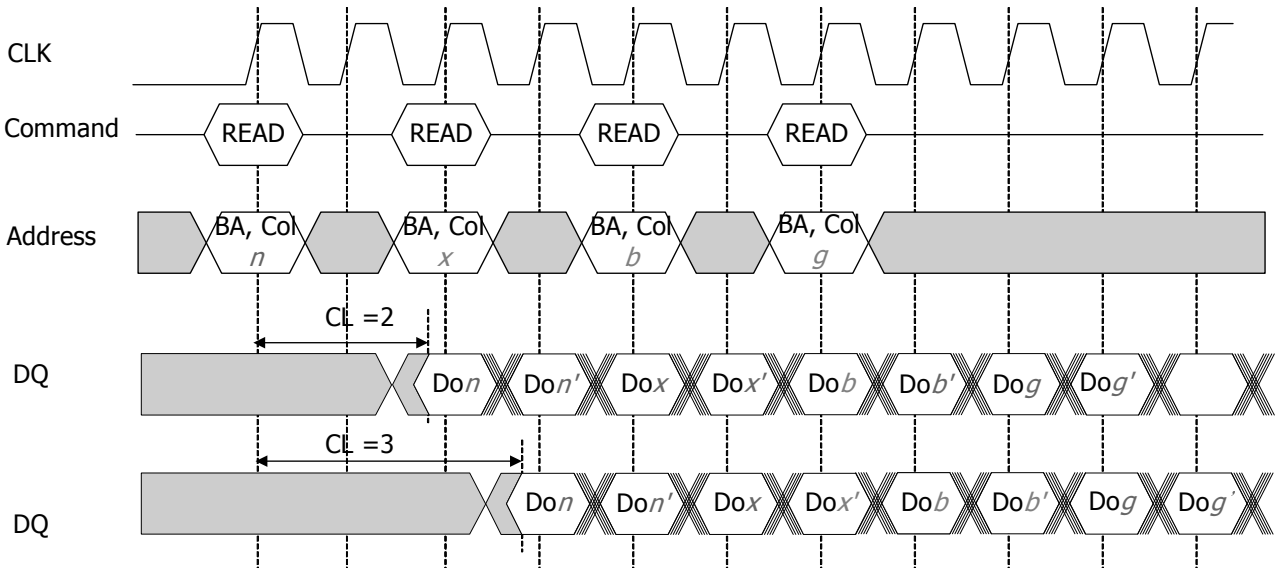 CLK
Command READ READ READ READ
Address BA, Col BA, Col BA, Col BA, Col
n x b g
CL =2
DQ Don Don' Dox Dox' Dob Dob' Dog Dog'
CL =3
DQ Don Don' Dox Dox' Dob Dob' Dog Dog'